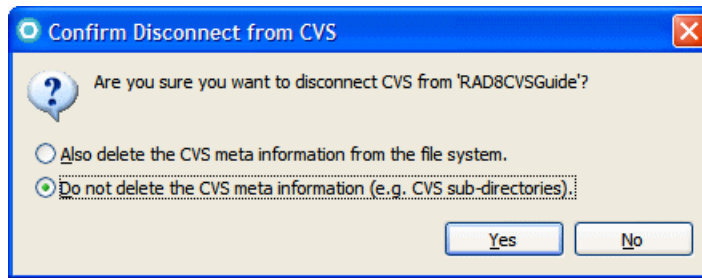 Confirm Disconnect from CVS
Are you sure you want to disconnect CVS from 'RAD8CVSGuide'?
Also delete the CVS meta information from the file system.
Do not delete the CVS meta information (e.g. CVS sub-directories).
Yes No